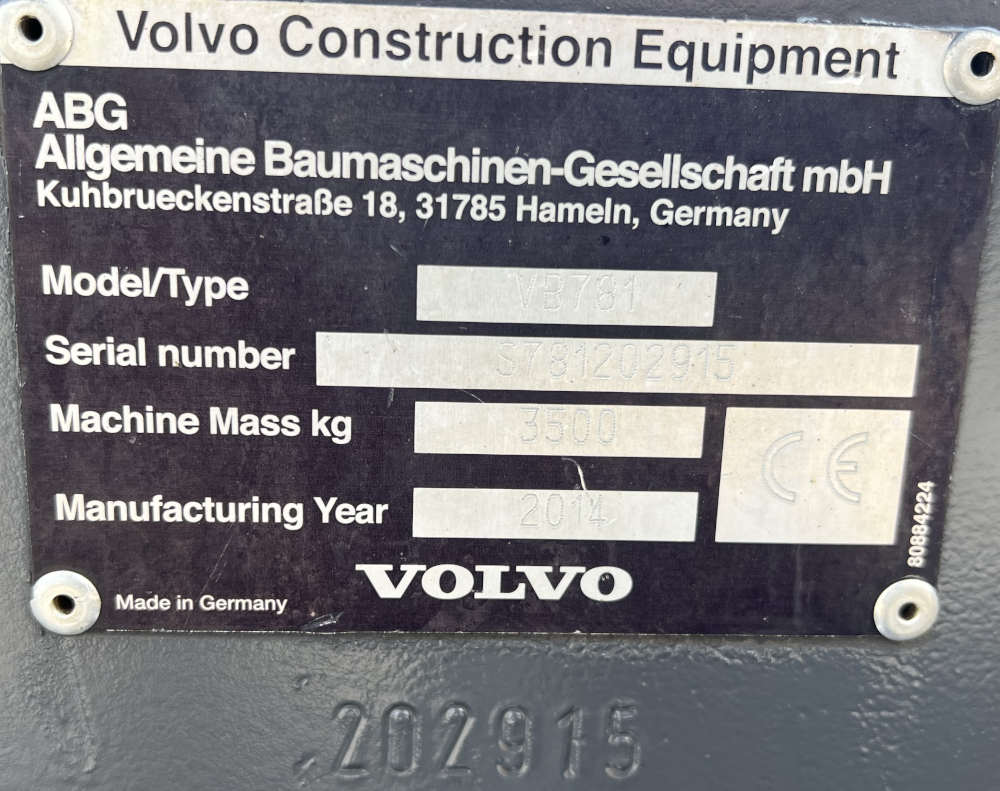 Volvo Construction Equipment
ABG
Allgemeine Baumaschinen-Gesellschaft mbH
Kuhbrueckenstraße 18, 31785 Hameln, Germany
Model/Type VB781
Serial number S781202915
Machine Mass kg 3500
CE
Manufacturing Year 2014
80884224
VOLVO
Made in Germany
202915